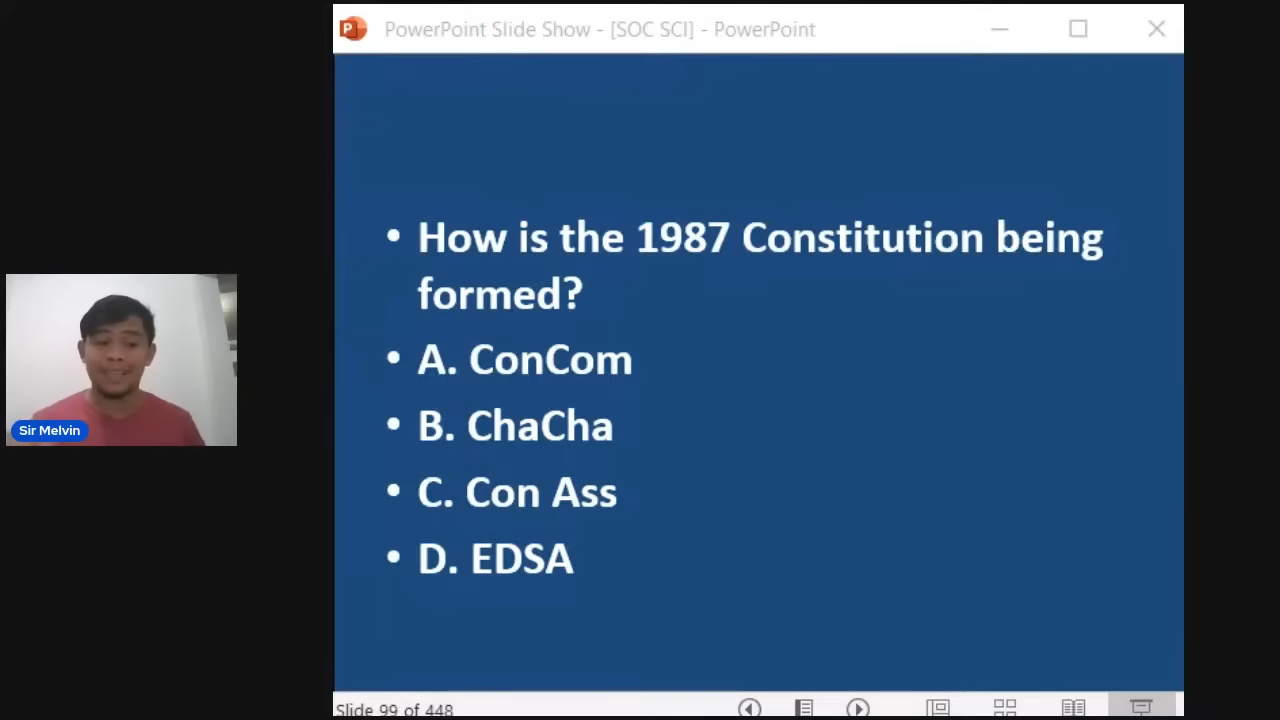 PowerPoint Slide Show - [SOC SCI] - PowerPoint
• How is the 1987 Constitution being
formed?
• A. ConCom
• B. ChaCha
• C. Con Ass
• D. EDSA
Sir Melvin
Slide 99 of 448